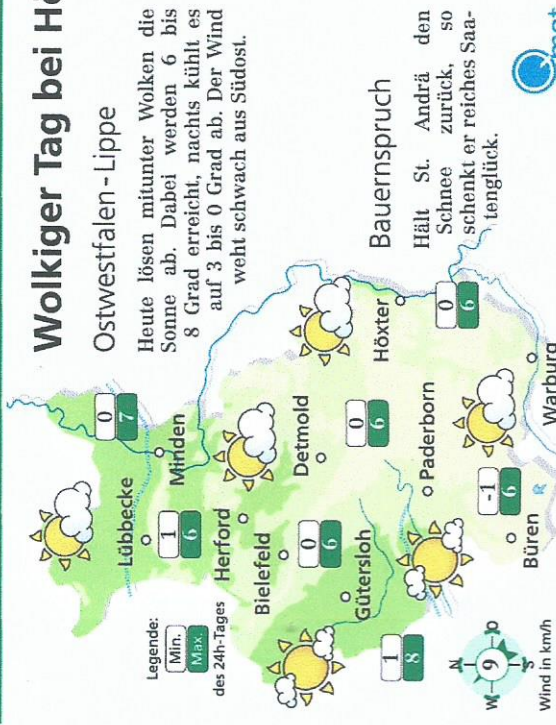 Wolkiger Tag bei Hö
Ostwestfalen-Lippe
Heute lösen mitunter Wolken die
Sonne ab. Dabei werden 6 bis
8 Grad erreicht, nachts kühlt es
auf 3 bis 0 Grad ab. Der Wind
weht schwach aus Südost.
Bauernspruch
Hält St. Andrä den
Schnee zurück, so
schenkt er reiches Saa-
tenglück.
Legende:
Min.
Max.
des 24h-Tages
Lübbecke
1
6
Minden
0
7
Herford
Bielefeld
0
6
Gütersloh
1
8
Detmold
0
6
Höxter
0
6
Paderborn
Büren
-1
6
Warburg
N
W
9
O
S
Wind in km/h